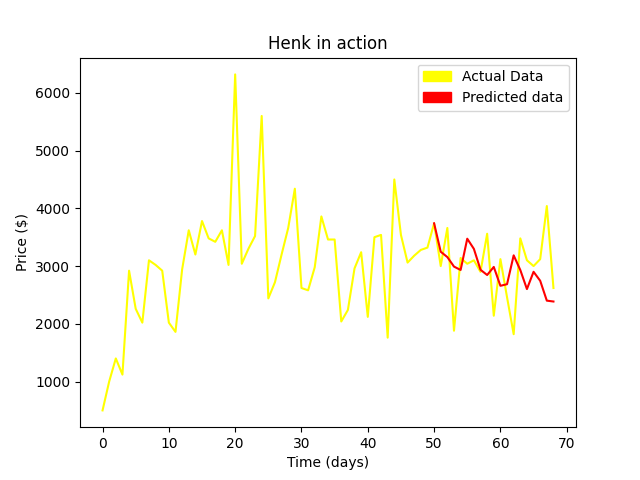 Henk in action
Actual Data
Predicted data
Price ($)
6000
5000
4000
3000
2000
1000
0 10 20 30 40 50 60 70
Time (days)